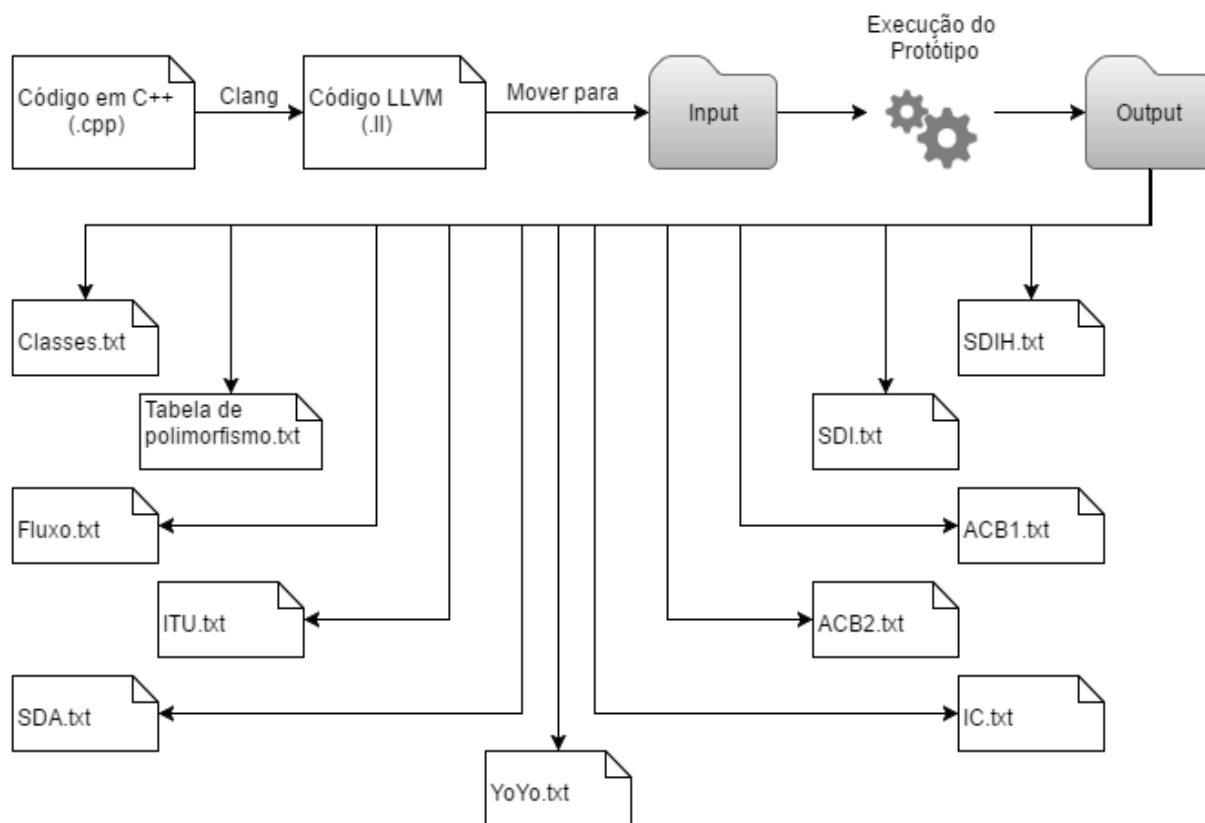 Execução do
Protótipo
Código em C++
(.cpp)
Clang
Código LLVM
(.ll)
Mover para
Input
Output
Classes.txt
SDIH.txt
Tabela de
polimorfismo.txt
SDI.txt
Fluxo.txt
ACB1.txt
ITU.txt
ACB2.txt
SDA.txt
IC.txt
YoYo.txt